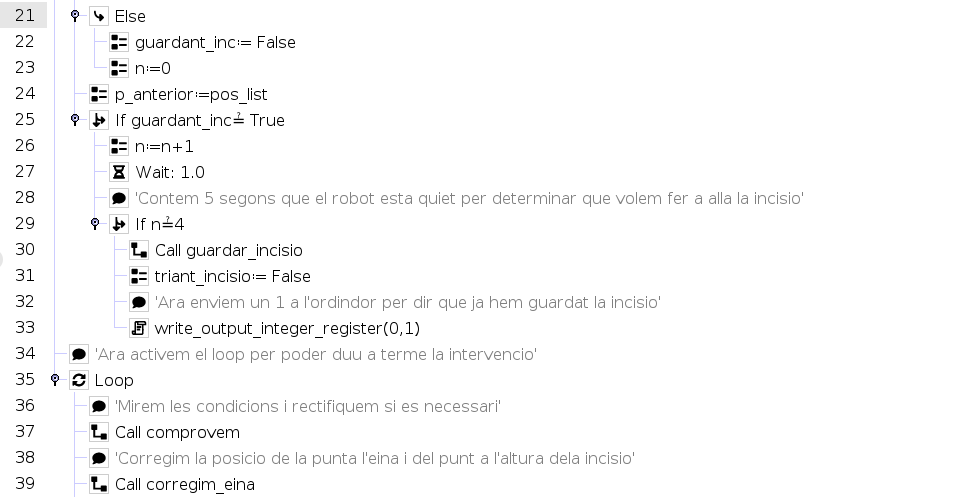 21 Else
22 guardant_inc:= False
23 n:=0
24 p_anterior:=pos_list
25 If guardant_inc≟ True
26 n:=n+1
27 Wait: 1.0
28 'Contem 5 segons que el robot esta quiet per determinar que volem fer a alla la incisio'
29 If n≟4
30 Call guardar_incisio
31 triant_incisio:= False
32 'Ara enviem un 1 a l'ordindor per dir que ja hem guardat la incisio'
33 write_output_integer_register(0,1)
34 'Ara activem el loop per poder duu a terme la intervencio'
35 Loop
36 'Mirem les condicions i rectifiquem si es necessari'
37 Call comprovem
38 'Corregim la posicio de la punta l'eina i del punt a l'altura dela incisio'
39 Call corregim_eina